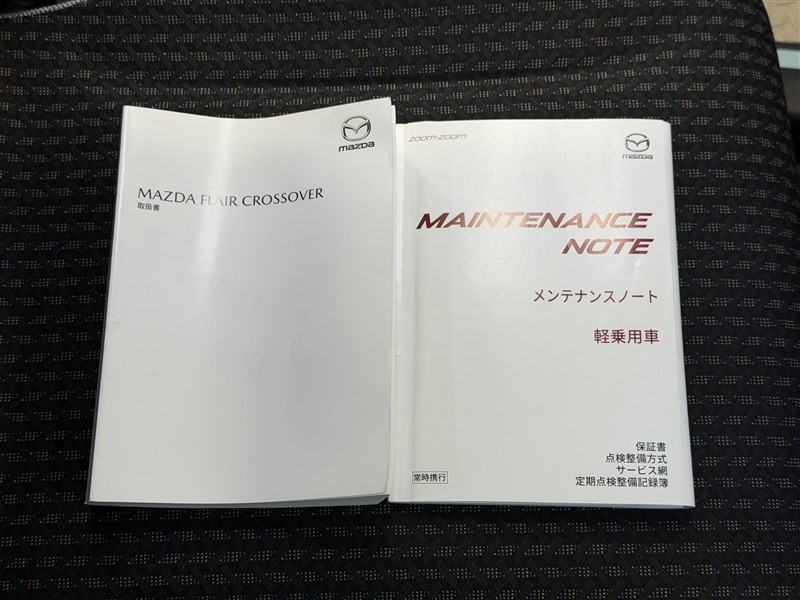 mazda
MAZDA FLAIR CROSSOVER
取扱書
zoom-zoom
mazda
MAINTENANCE
NOTE
メンテナンスノート
軽乗用車
保証書
点検整備方式
サービス網
定期点検整備記録簿
常時携行